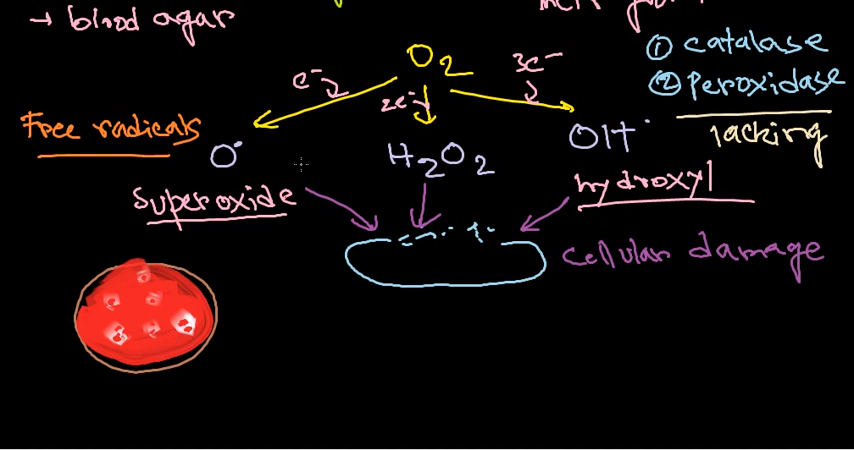 → blood agar
① catalase
② Peroxidase
lacking
O2
e-
2e-
3e-
Free radicals
O•
H2O2
OH•
Superoxide
hydroxyl
cellular damage